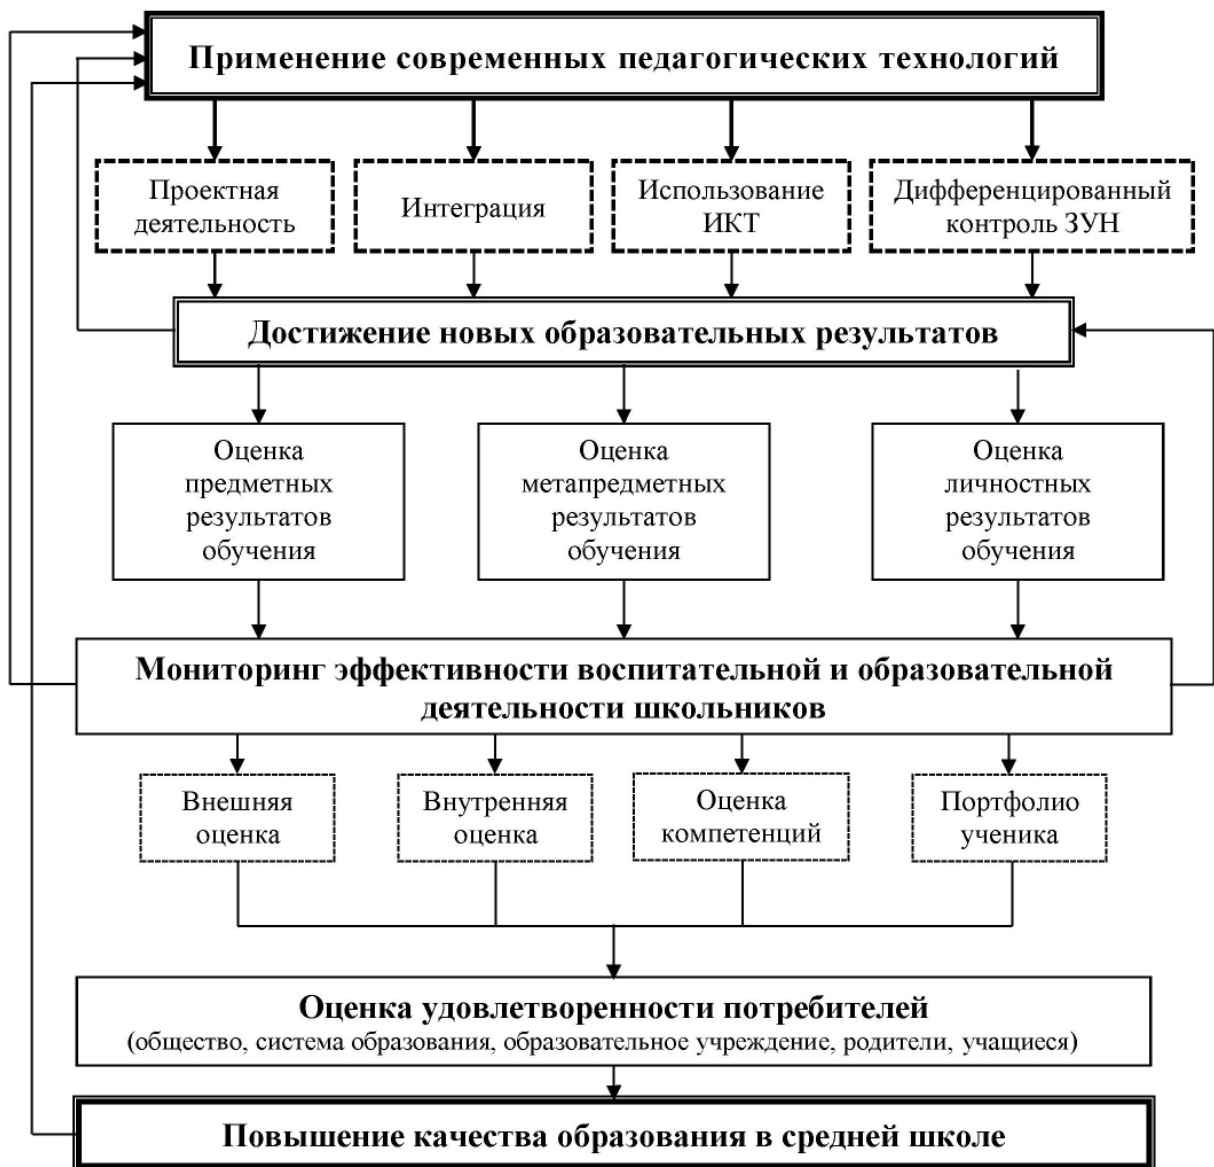 Применение современных педагогических технологий
Проектная
деятельность
Интеграция
Использование
ИКТ
Дифференцированный
контроль ЗУН
Достижение новых образовательных результатов
Оценка
предметных
результатов
обучения
Оценка
метапредметных
результатов
обучения
Оценка
личностных
результатов
обучения
Мониторинг эффективности воспитательной и образовательной
деятельности школьников
Внешняя
оценка
Внутренняя
оценка
Оценка
компетенций
Портфолио
ученика
Оценка удовлетворенности потребителей
(общество, система образования, образовательное учреждение, родители, учащиеся)
Повышение качества образования в средней школе